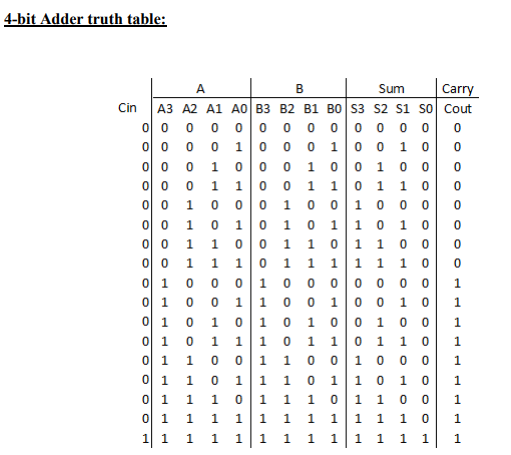 4-bit Adder truth table:
A B Sum Carry
Cin A3 A2 A1 A0 B3 B2 B1 B0 S3 S2 S1 S0 Cout
0 0 0 0 0 0 0 0 0 0 0 0 0 0
0 0 0 0 1 0 0 0 1 0 0 1 0 0
0 0 0 1 0 0 0 1 0 0 1 0 0 0
0 0 0 1 1 0 0 1 1 0 1 1 0 0
0 0 1 0 0 0 1 0 0 1 0 0 0 0
0 0 1 0 1 0 1 0 1 1 0 1 0 0
0 0 1 1 0 0 1 1 0 1 1 0 0 0
0 0 1 1 1 0 1 1 1 1 1 1 0 0
0 1 0 0 0 1 0 0 0 0 0 0 0 1
0 1 0 0 1 1 0 0 1 0 0 1 0 1
0 1 0 1 0 1 0 1 0 0 1 0 0 1
0 1 0 1 1 1 0 1 1 0 1 1 0 1
0 1 1 0 0 1 1 0 0 1 0 0 0 1
0 1 1 0 1 1 1 0 1 1 0 1 0 1
0 1 1 1 0 1 1 1 0 1 1 0 0 1
0 1 1 1 1 1 1 1 1 1 1 1 0 1
1 1 1 1 1 1 1 1 1 1 1 1 1 1